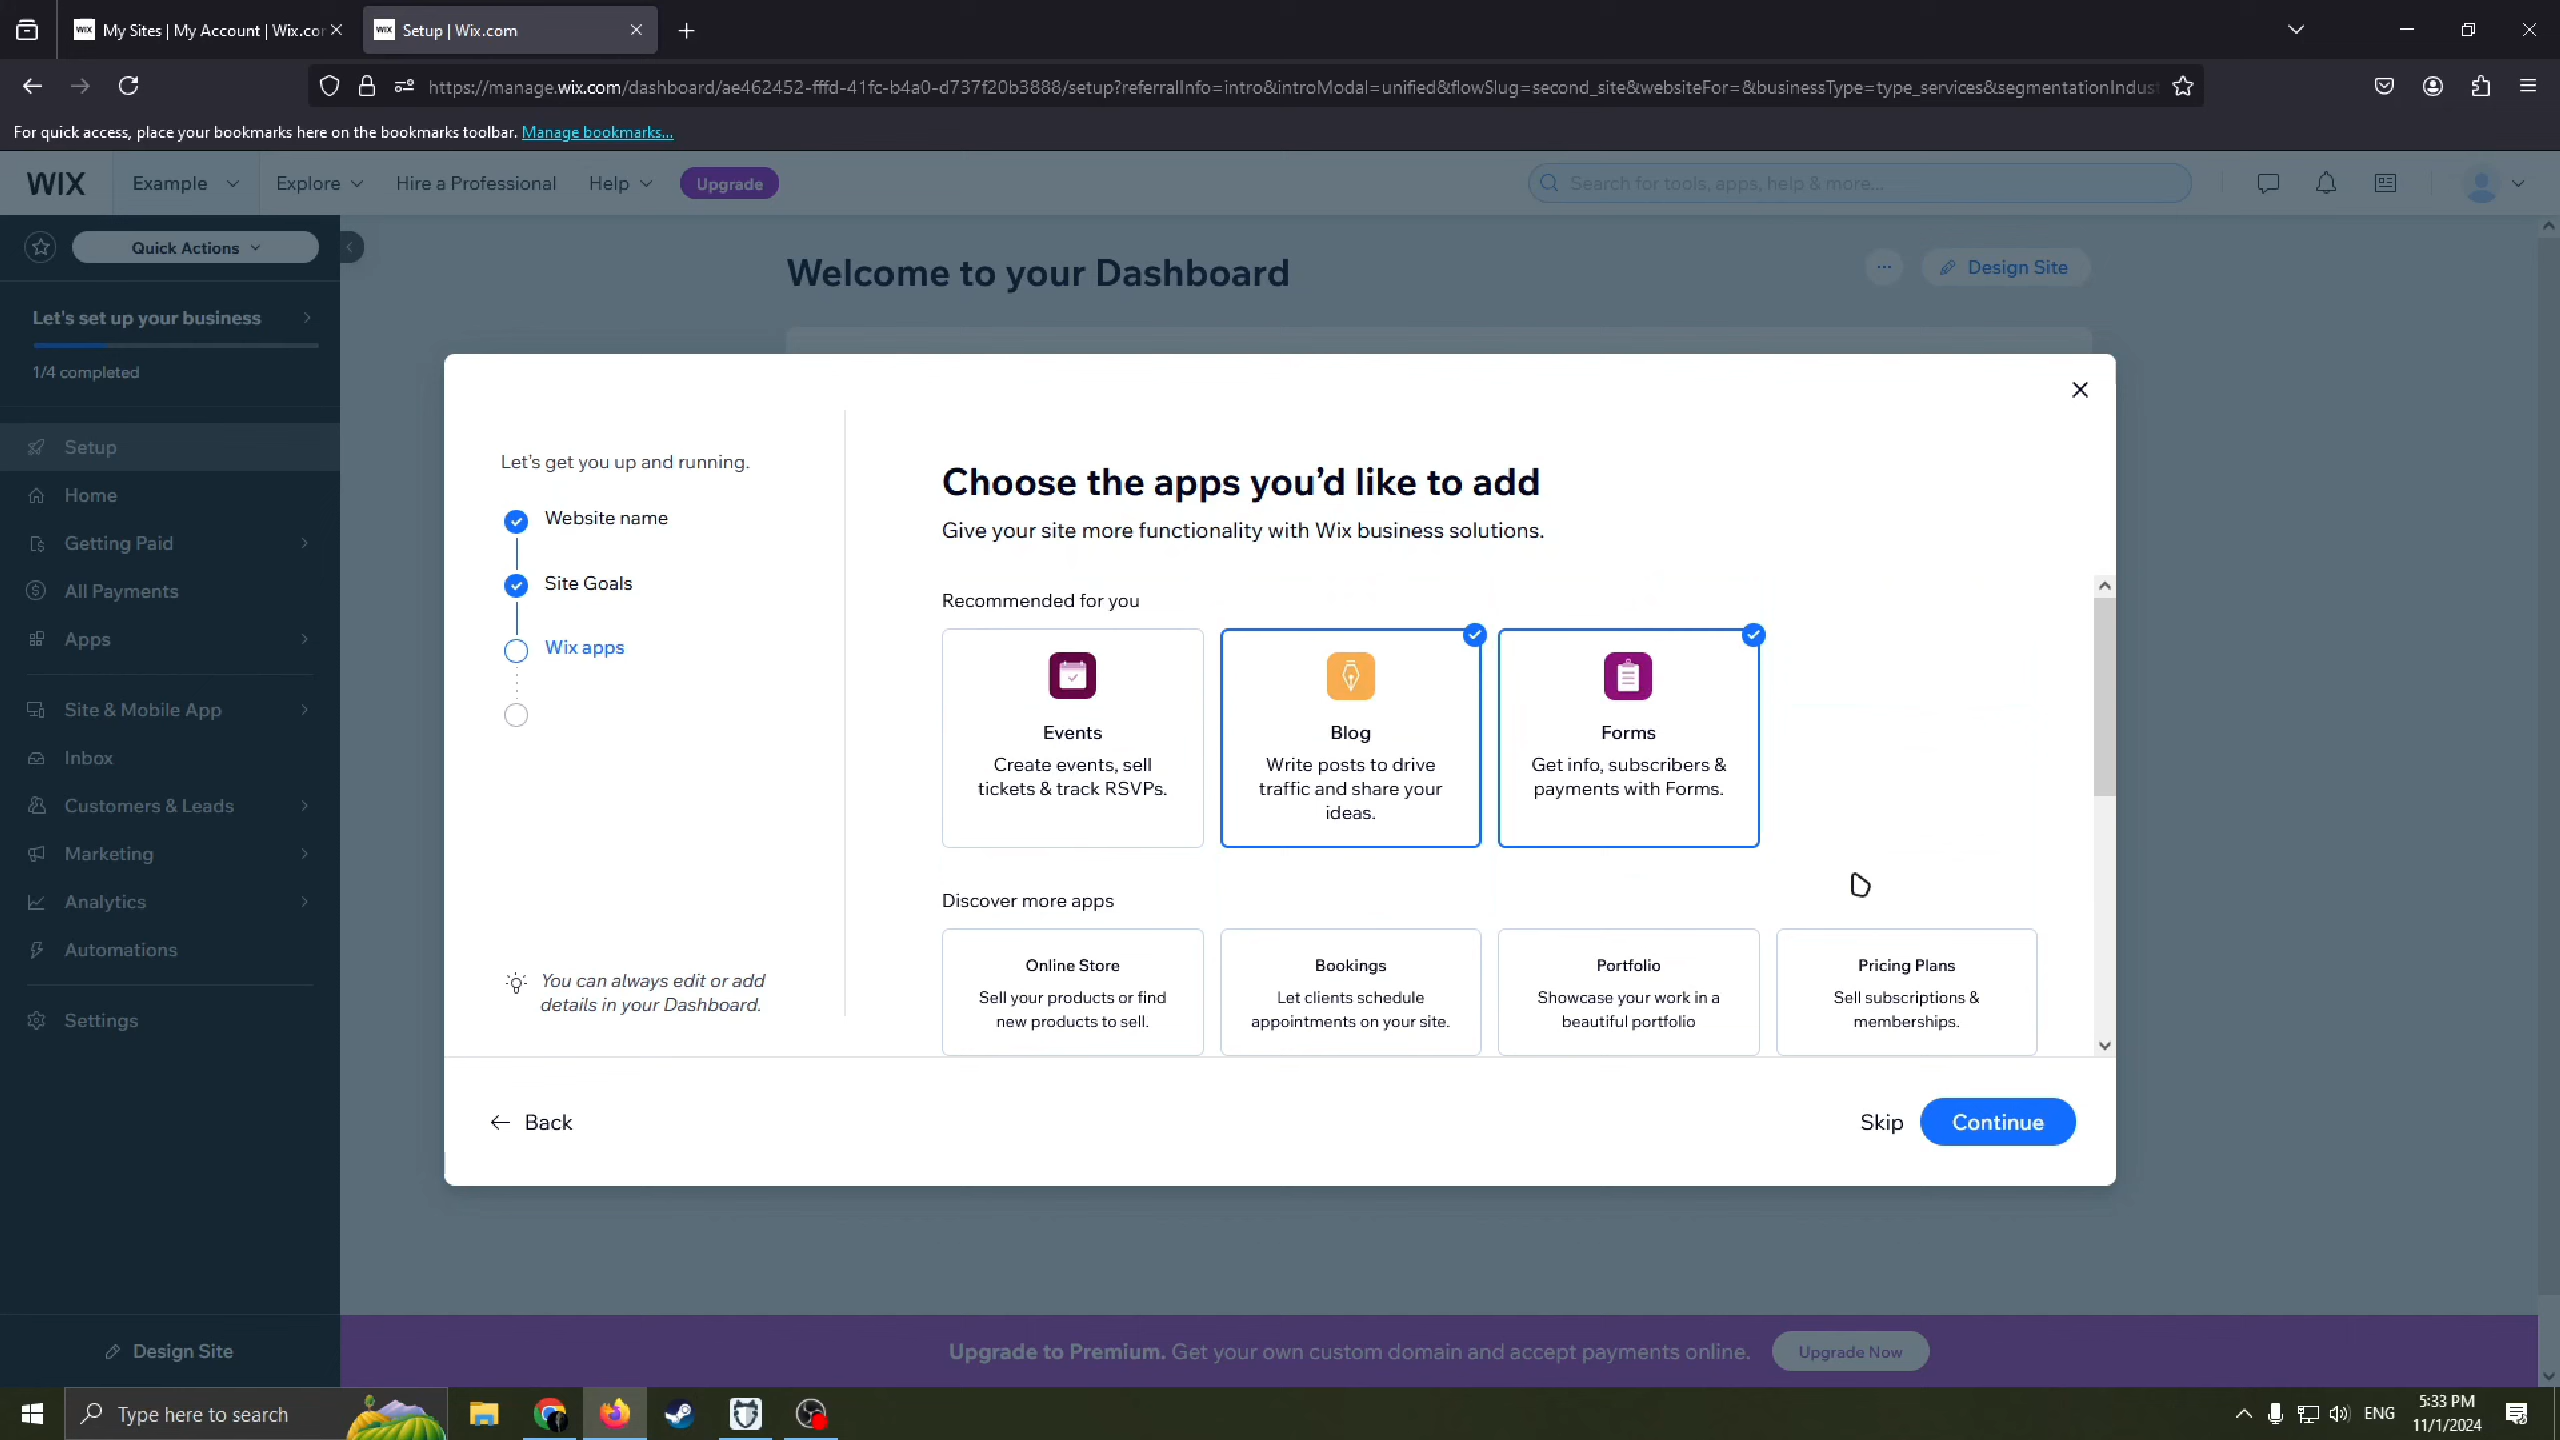 My Sites | My Account | Wix.cor
Setup | Wix.com
https://manage.wix.com/dashboard/ae462452-fffd-41fc-b4a0-d737f20b3888/setup?referralInfo=intro&introModal=unified&flowSlug=second_site&websiteFor=&businessType=type_services&segmentationIndust
For quick access, place your bookmarks here on the bookmarks toolbar. Manage bookmarks...
WIX Example Explore Hire a Professional Help Upgrade Search for tools, apps, help & more...
Quick Actions
Let's set up your business
1/4 completed
Setup
Home
Getting Paid
All Payments
Apps
Site & Mobile App
Inbox
Customers & Leads
Marketing
Analytics
Automations
Settings
Design Site
Welcome to your Dashboard
Design Site
Let's get you up and running.
Website name
Site Goals
Wix apps
You can always edit or add
details in your Dashboard.
Choose the apps you’d like to add
Give your site more functionality with Wix business solutions.
Recommended for you
Events
Create events, sell
tickets & track RSVPs.
Blog
Write posts to drive
traffic and share your
ideas.
Forms
Get info, subscribers &
payments with Forms.
Discover more apps
Online Store
Sell your products or find
new products to sell.
Bookings
Let clients schedule
appointments on your site.
Portfolio
Showcase your work in a
beautiful portfolio
Pricing Plans
Sell subscriptions &
memberships.
Back
Skip
Continue
Upgrade to Premium. Get your own custom domain and accept payments online. Upgrade Now
Type here to search
ENG
5:33 PM
11/1/2024